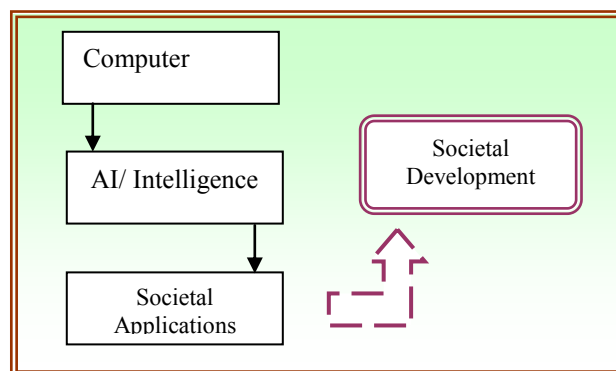 Computer
AI/ Intelligence
Societal
Applications
Societal
Development